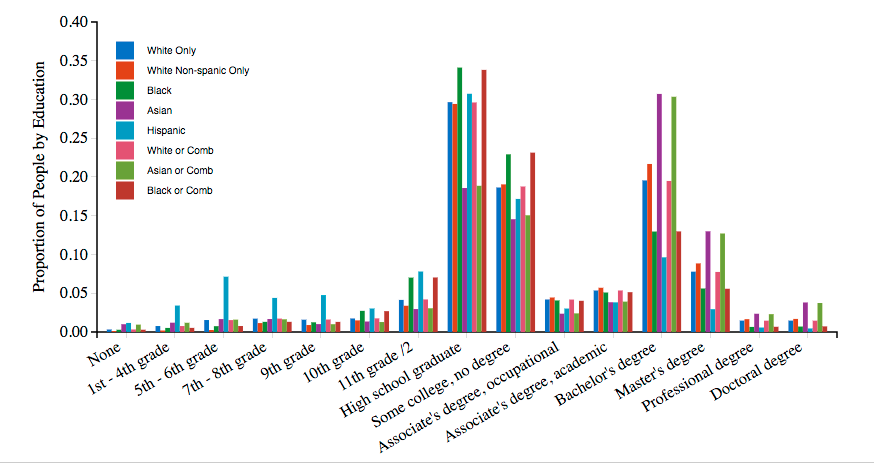 0.40
0.35
0.30
0.25
0.20
0.15
0.10
0.05
0.00
Proportion of People by Education
White Only
White Non-spanic Only
Black
Asian
Hispanic
White or Comb
Asian or Comb
Black or Comb
None
1st - 4th grade
5th - 6th grade
7th - 8th grade
9th grade
10th grade
11th grade /2
High school graduate
Some college, no degree
Associate's degree, occupational
Associate's degree, academic
Bachelor's degree
Master's degree
Professional degree
Doctoral degree